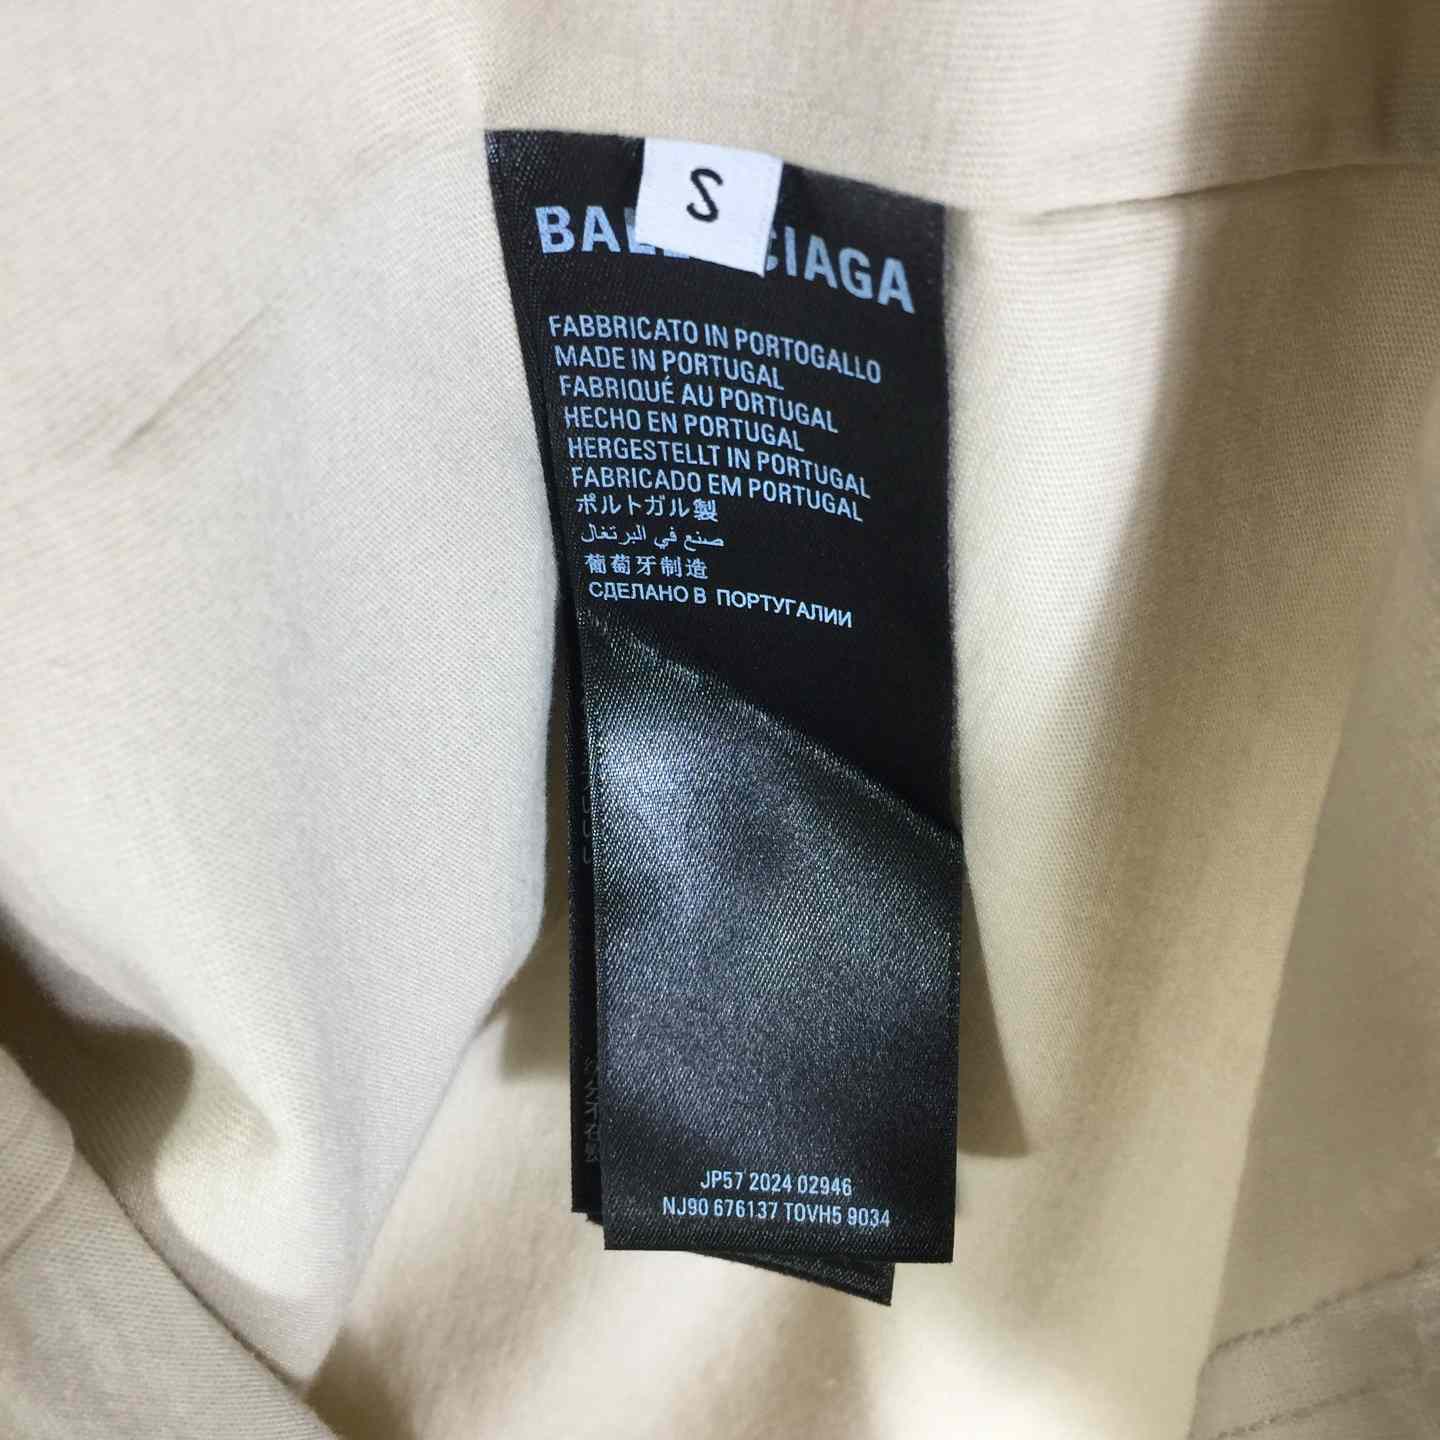 S
BALENCIAGA
FABBRICATO IN PORTOGALLO
MADE IN PORTUGAL
FABRIQUÉ AU PORTUGAL
HECHO EN PORTUGAL
HERGESTELLT IN PORTUGAL
FABRICADO EM PORTUGAL
ポルトガル製
صنع في البرتغال
葡萄牙制造
СДЕЛАНО В ПОРТУГАЛИИ
JP57 2024 02946
NJ90 676137 TOVH5 9034